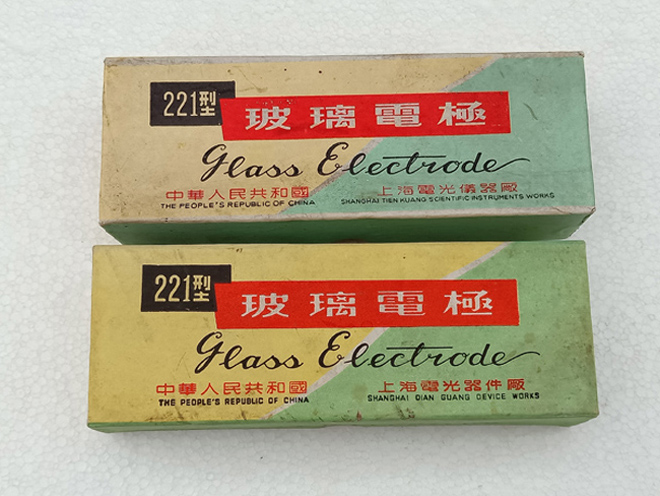 221型
玻璃電極
Glass Electrode
中華人民共和國 上海電光儀器廠
THE PEOPLE'S REPUBLIC OF CHINA SHANGHAI TIEN KUANG SCIENTIFIC INSTRUMENTS WORKS
221型
玻璃電極
Glass Electrode
中華人民共和國 上海電光器件廠
THE PEOPLE'S REPUBLIC OF CHINA SHANGHAI DIAN GUANG DEVICE WORKS